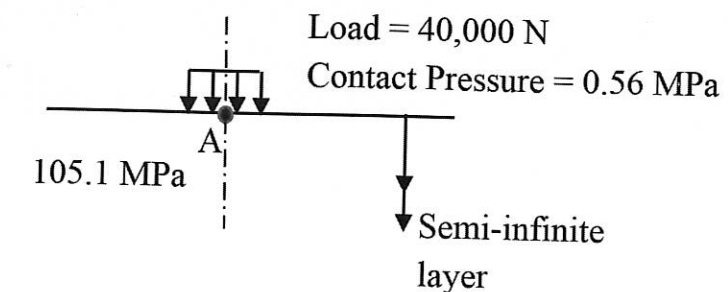 Load = 40,000 N
Contact Pressure = 0.56 MPa
A
105.1 MPa
Semi-infinite
layer